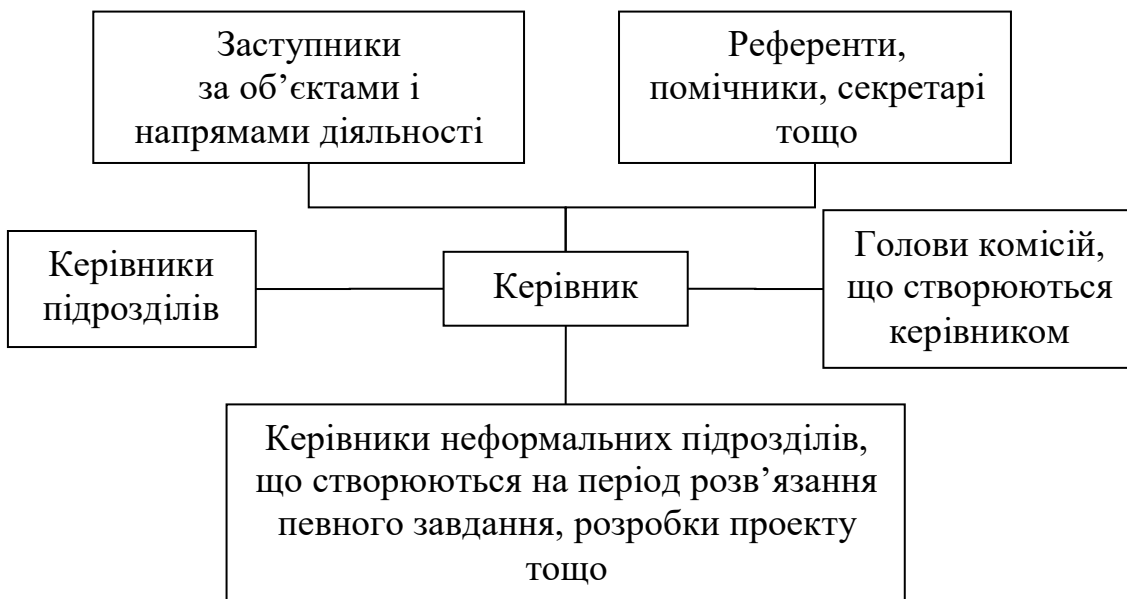 Заступники
за об’єктами і
напрямами діяльності
Референти,
помічники, секретарі
тощо
Керівники
підрозділів
Керівник
Голови комісій,
що створюються
керівником
Керівники неформальних підрозділів,
що створюються на період розв’язання
певного завдання, розробки проекту
тощо